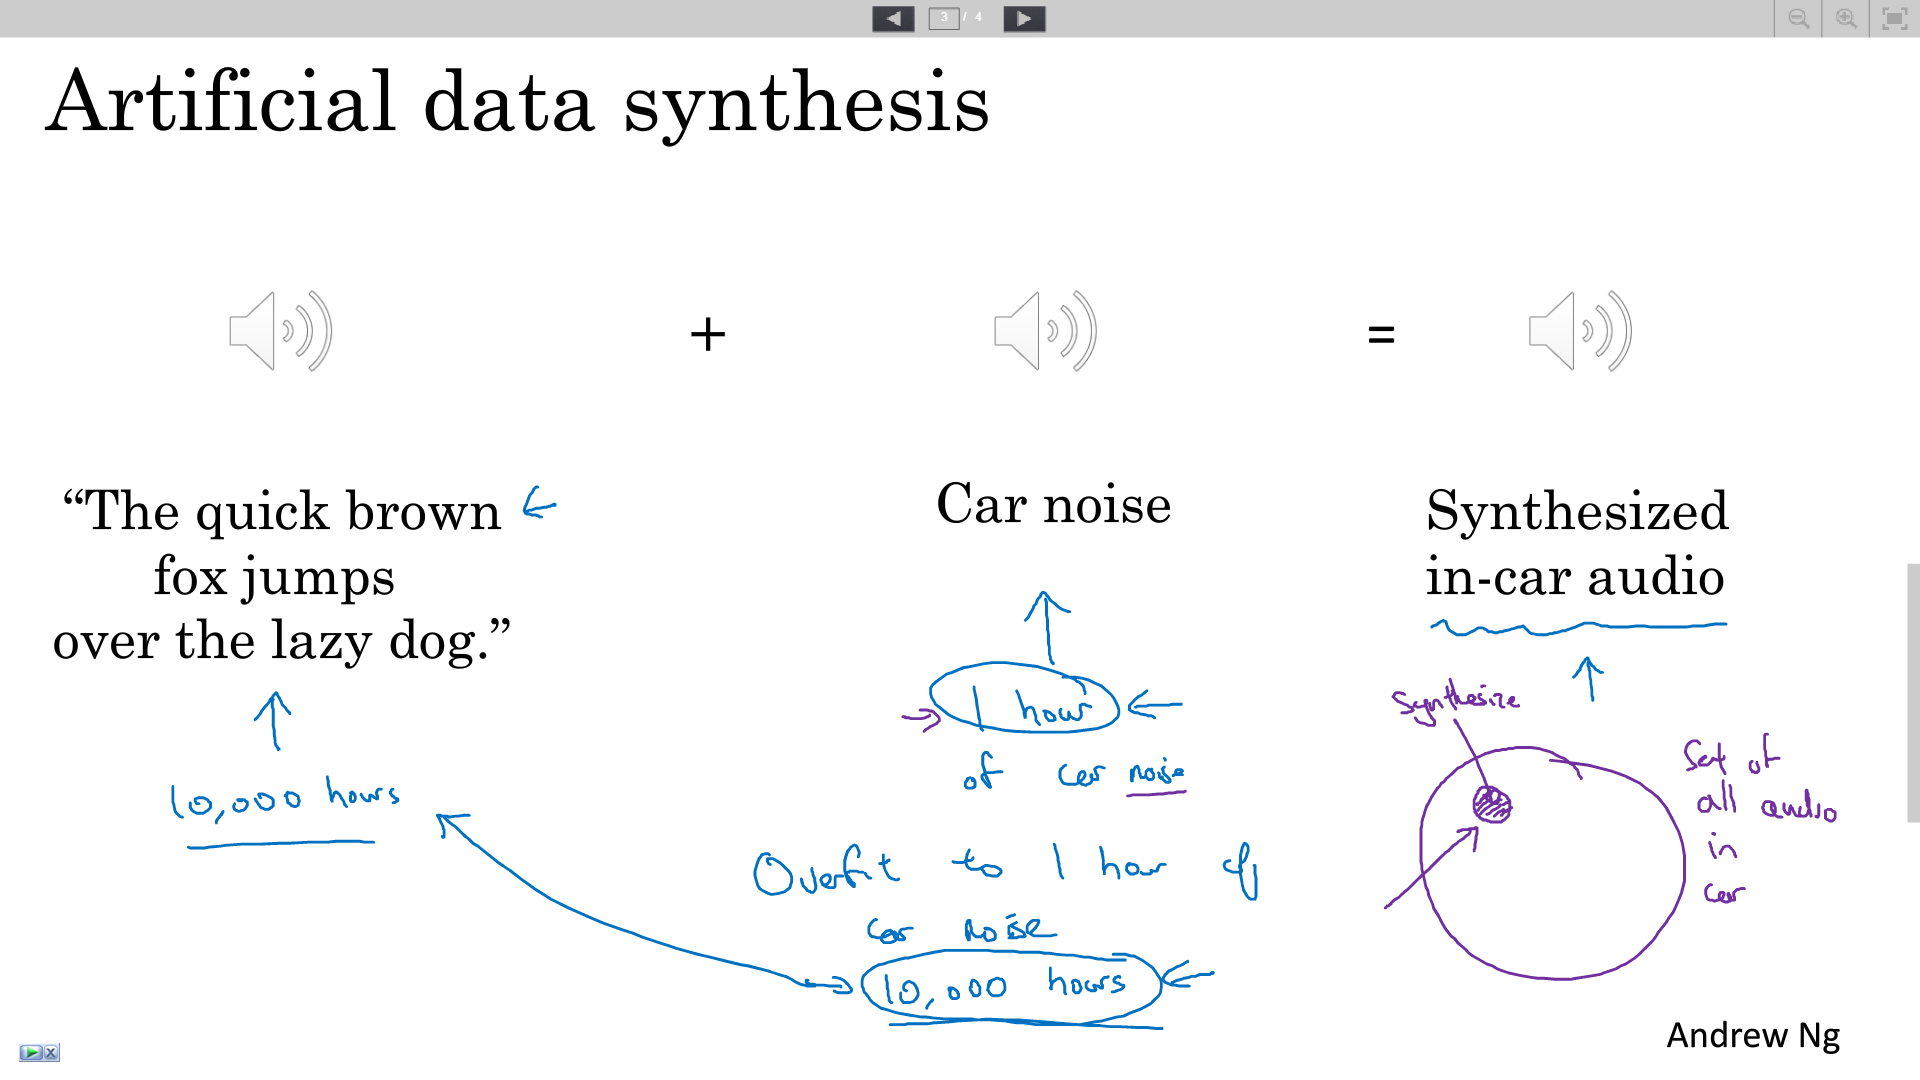 3 / 4
Artificial data synthesis
+
=
“The quick brown
fox jumps
over the lazy dog.”
10,000 hours
Car noise
1 hour
of car noise
Overfit to 1 hour of
car noise
10,000 hours
Synthesized
in-car audio
Synthesize
Set of
all audio
in
car
Andrew Ng